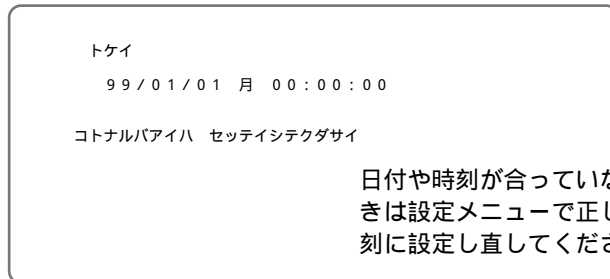 トケイ
99/01/01 月 00:00:00
コトナルバアイハ セッテイシテクダサイ
日付や時刻が合っていな
きは設定メニューで正し
刻に設定し直してくださ